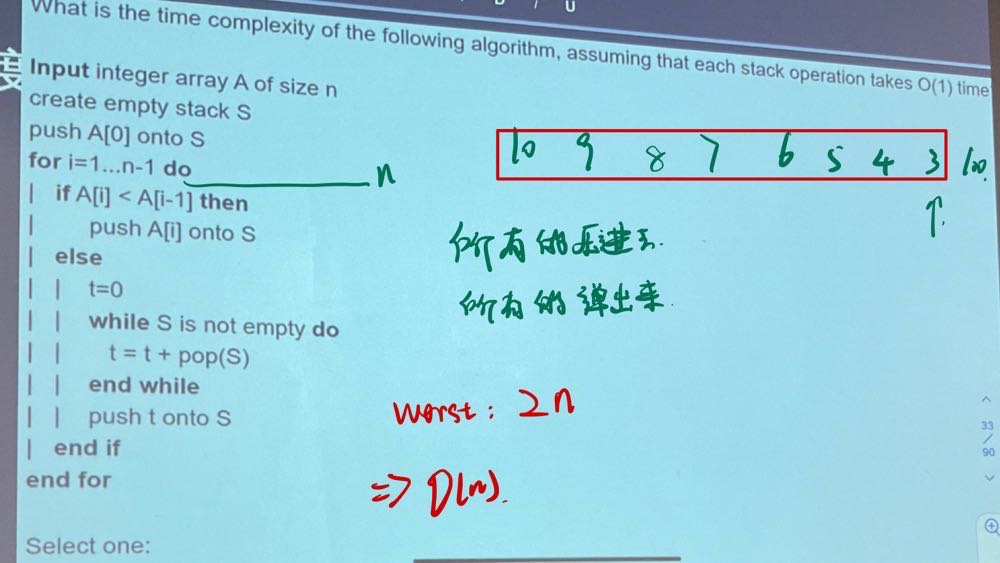 What is the time complexity of the following algorithm, assuming that each stack operation takes O(1) time
度
Input integer array A of size n
create empty stack S
push A[0] onto S
for i=1...n-1 do n
| if A[i] < A[i-1] then
| push A[i] onto S
| else
| | t=0
| | while S is not empty do
| | t = t + pop(S)
| | end while
| | push t onto S
| end if
end for
Select one:
10 9 8 7 6 5 4 3 100.
↑
所有的压进去.
所有的弹出来.
worst: 2n
=> O(n).
33
/
90